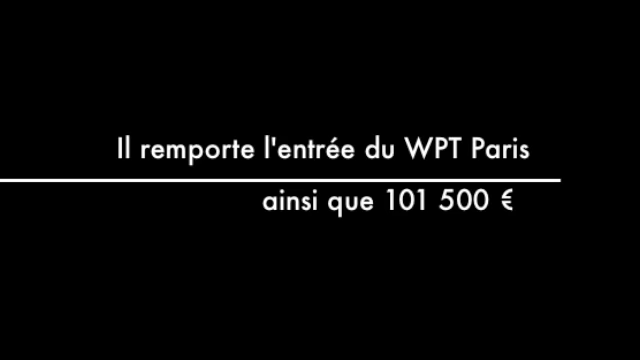 Il remporte l'entrée du WPT Paris
ainsi que 101 500 €